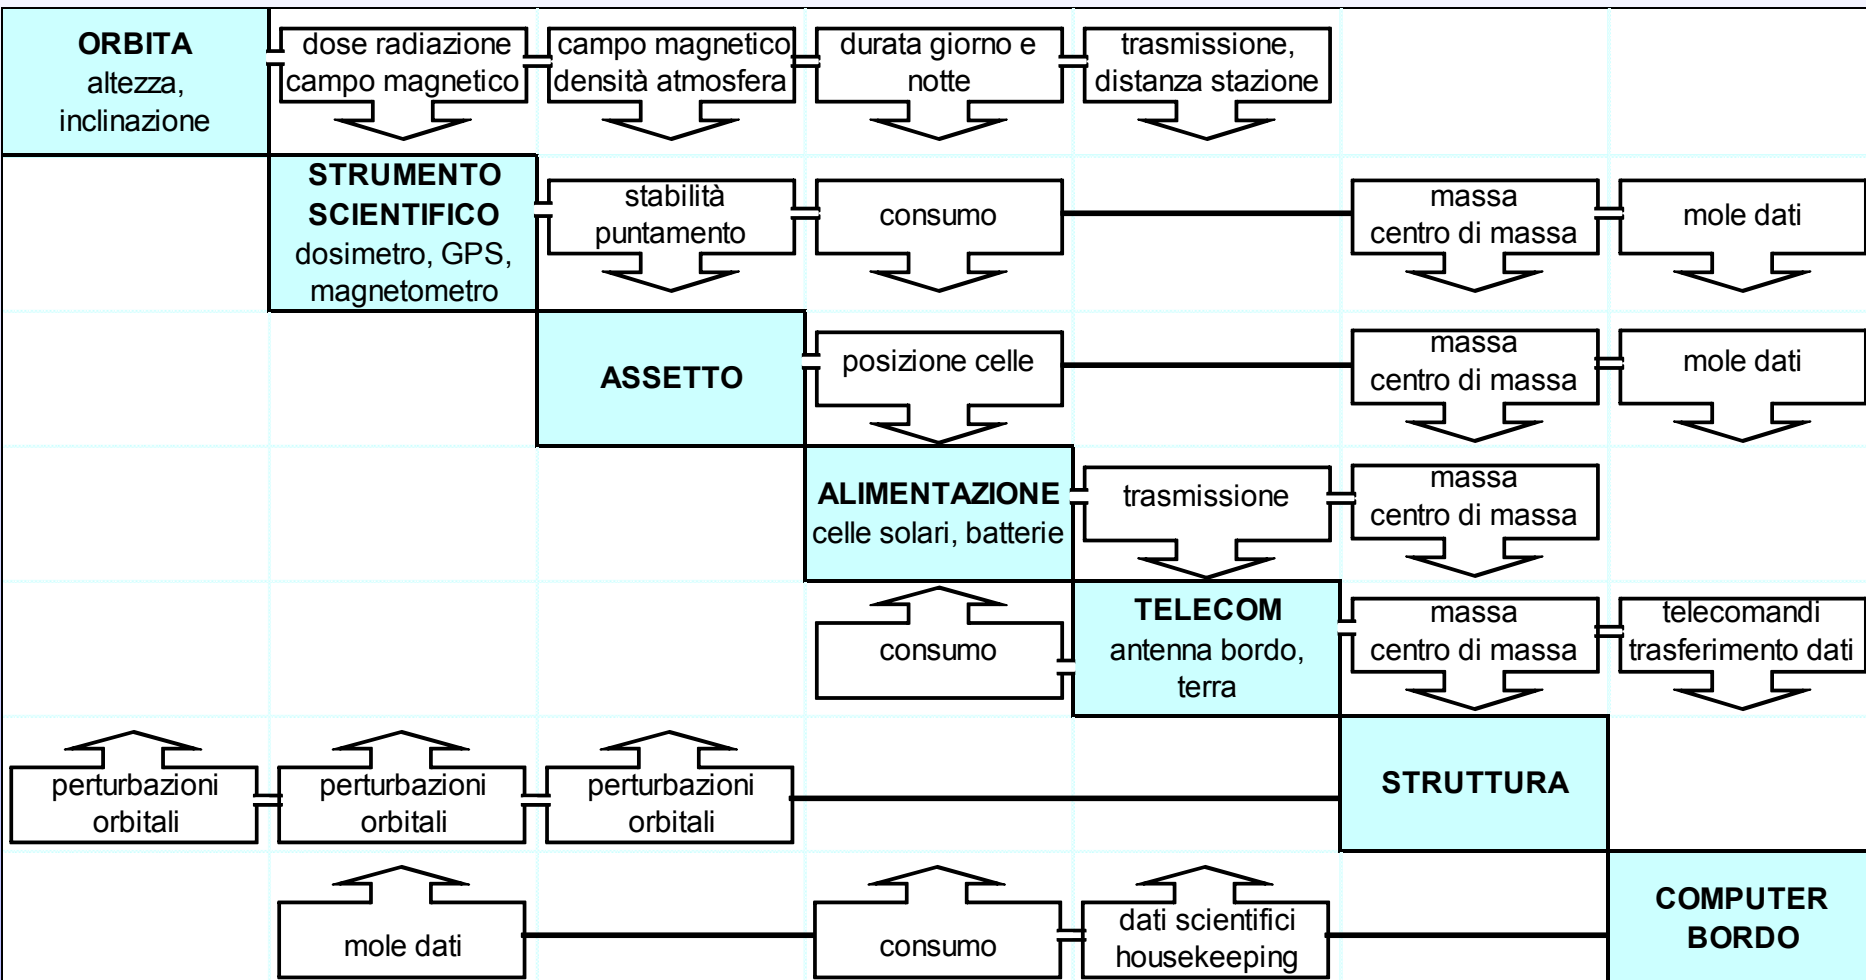 ORBITA
altezza,
inclinazione
dose radiazione
campo magnetico
campo magnetico
densità atmosfera
durata giorno e
notte
trasmissione,
distanza stazione
STRUMENTO
SCIENTIFICO
dosimetro, GPS,
magnetometro
stabilità
puntamento
consumo
massa
centro di massa
mole dati
ASSETTO
posizione celle
massa
centro di massa
mole dati
ALIMENTAZIONE
celle solari, batterie
trasmissione
massa
centro di massa
consumo
TELECOM
antenna bordo,
terra
massa
centro di massa
telecomandi
trasferimento dati
perturbazioni
orbitali
perturbazioni
orbitali
perturbazioni
orbitali
STRUTTURA
mole dati
consumo
dati scientifici
housekeeping
COMPUTER
BORDO